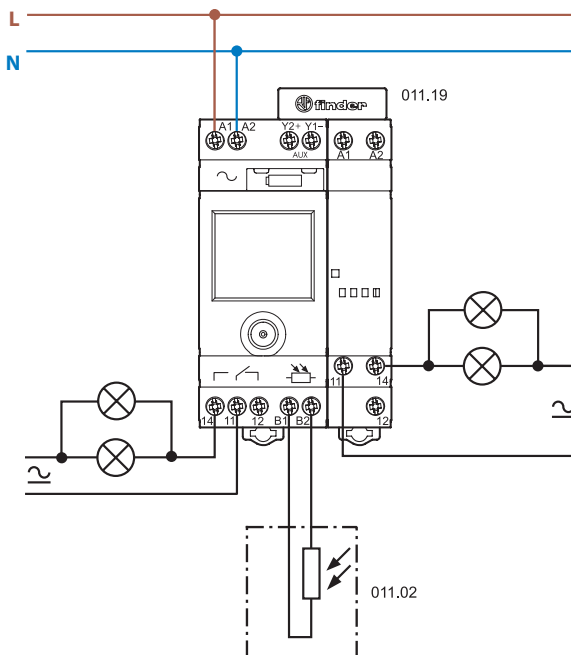 L
N
finder
011.19
A1 A2 Y2+ Y1−
AUX
A1 A2
11 14
12
14 11 12 B1 B2
011.02